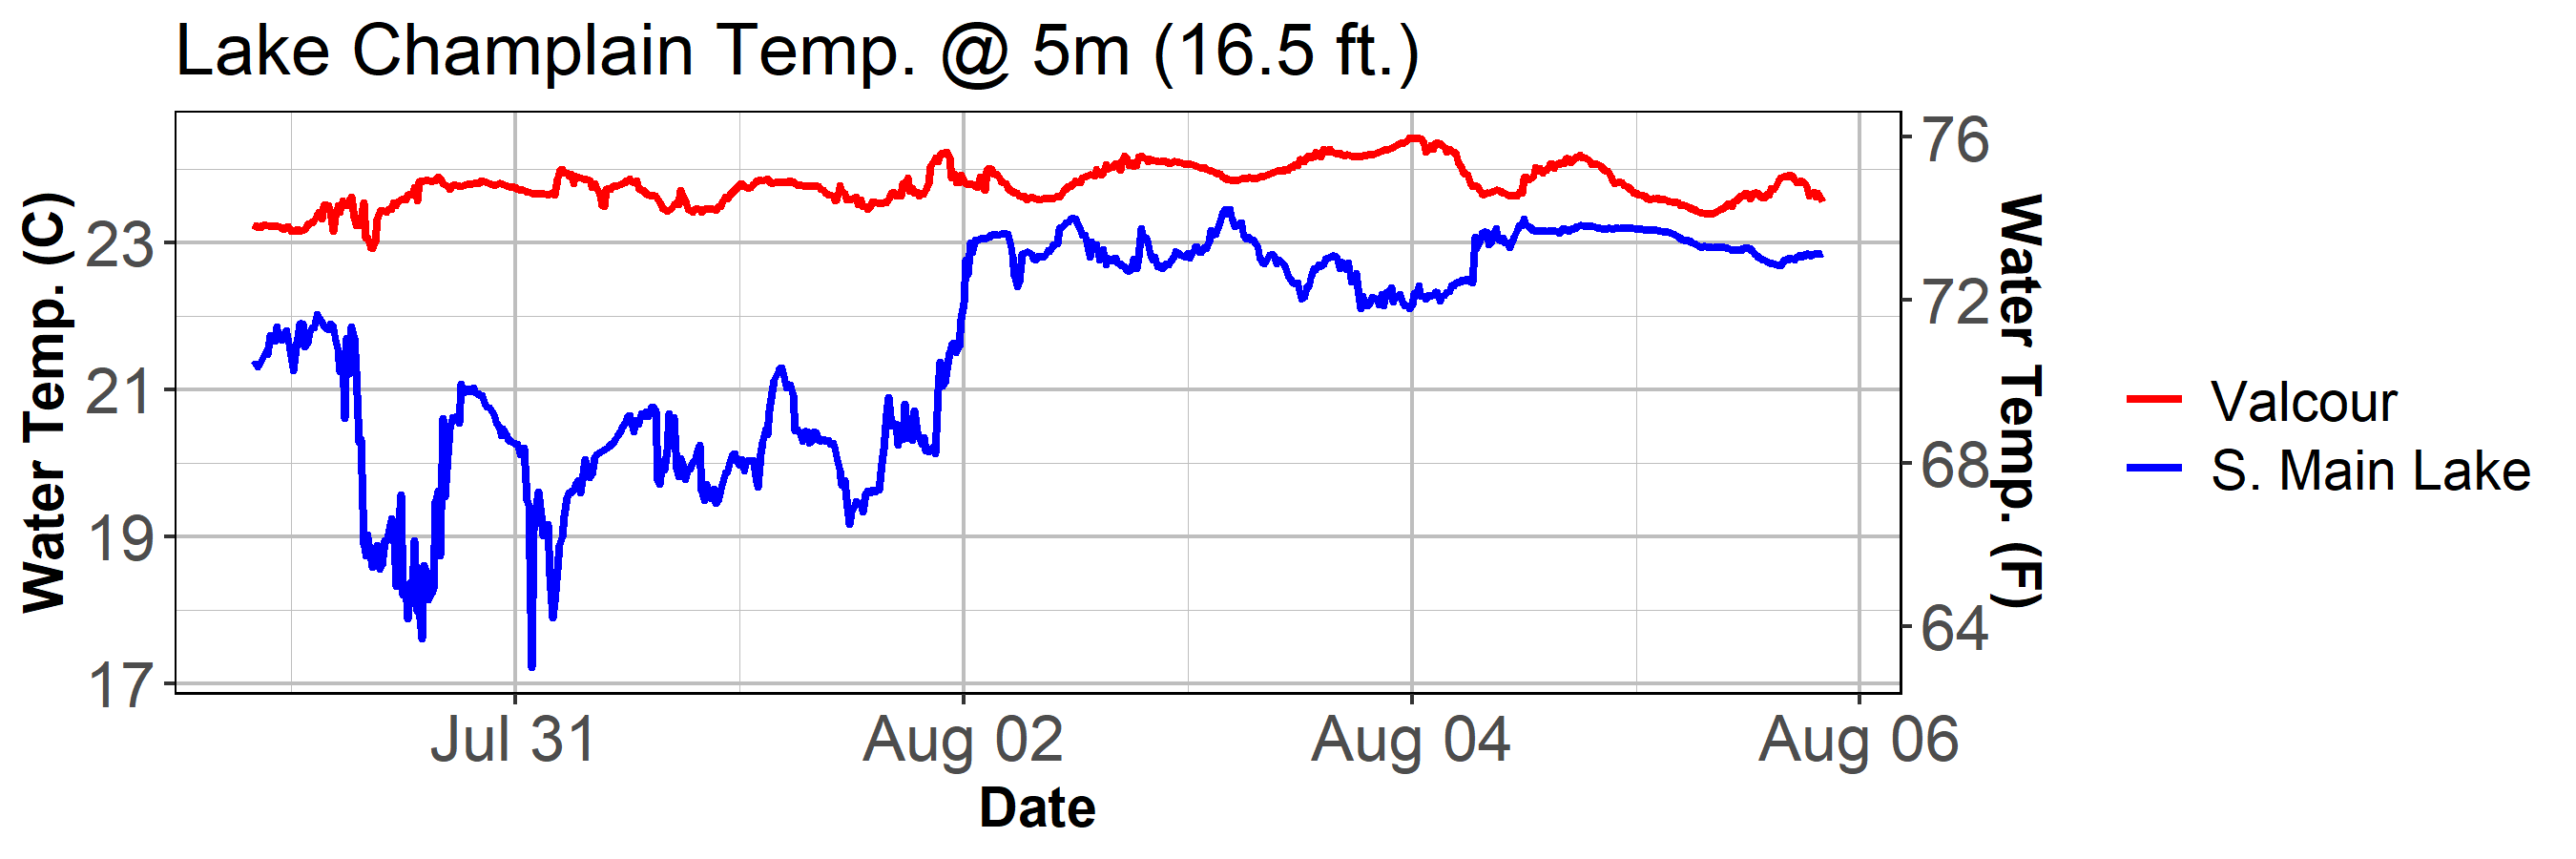 Lake Champlain Temp. @ 5m (16.5 ft.)
Water Temp. (C)
23
21
19
17
76
72
68
64
Water Temp. (F)
Jul 31
Aug 02
Aug 04
Aug 06
Date
Valcour
S. Main Lake